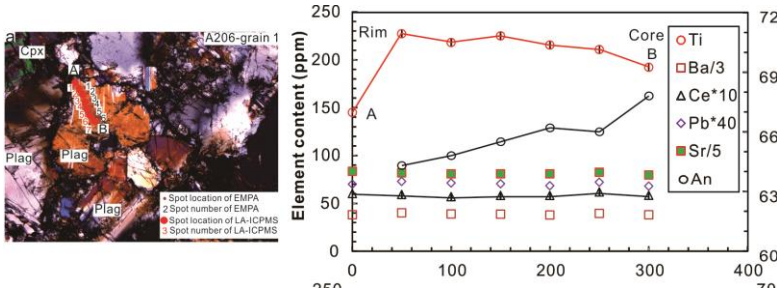 a
A206-grain 1
Cpx
A
B
Plag
Plag
Plag
Spot location of EMPA
2 Spot number of EMPA
Spot location of LA-ICPMS
3 Spot number of LA-ICPMS
Element content (ppm)
250
200
150
100
50
0
Rim
Core
B
A
Ti
Ba/3
Ce*10
Pb*40
Sr/5
An
72
69
66
63
60
0
100
200
300
400
350
70